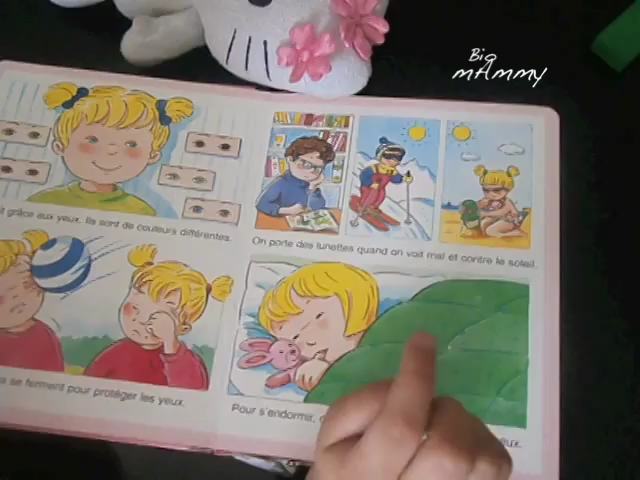 Big
mAmmy
grâce aux yeux. Ils sont de couleurs différentes.
On porte des lunettes quand on voit mal et contre le soleil.
se ferment pour protéger les yeux.
Pour s'endormir,